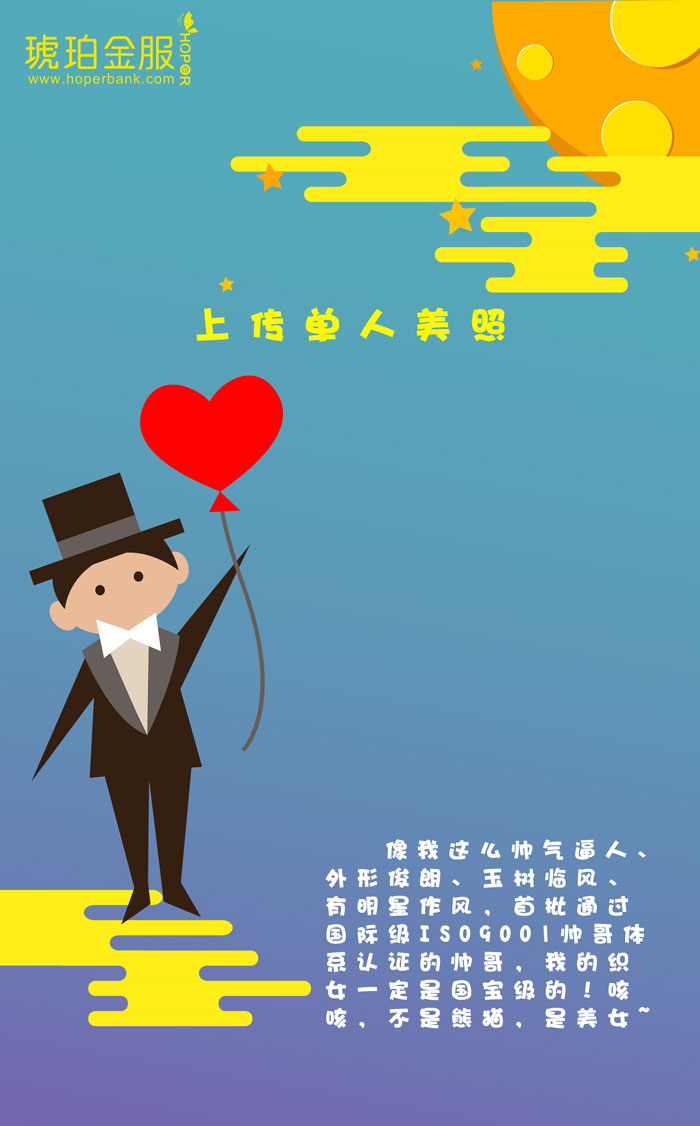 琥珀金服
HOPER
www.hoperbank.com
上传单人美照
像我这么帅气逼人、
外形俊朗、玉树临风、
有明星作风，首批通过
国际级ISO9001帅哥体
系认证的帅哥，我的织
女一定是国宝级的！咳
咳，不是熊猫，是美女~